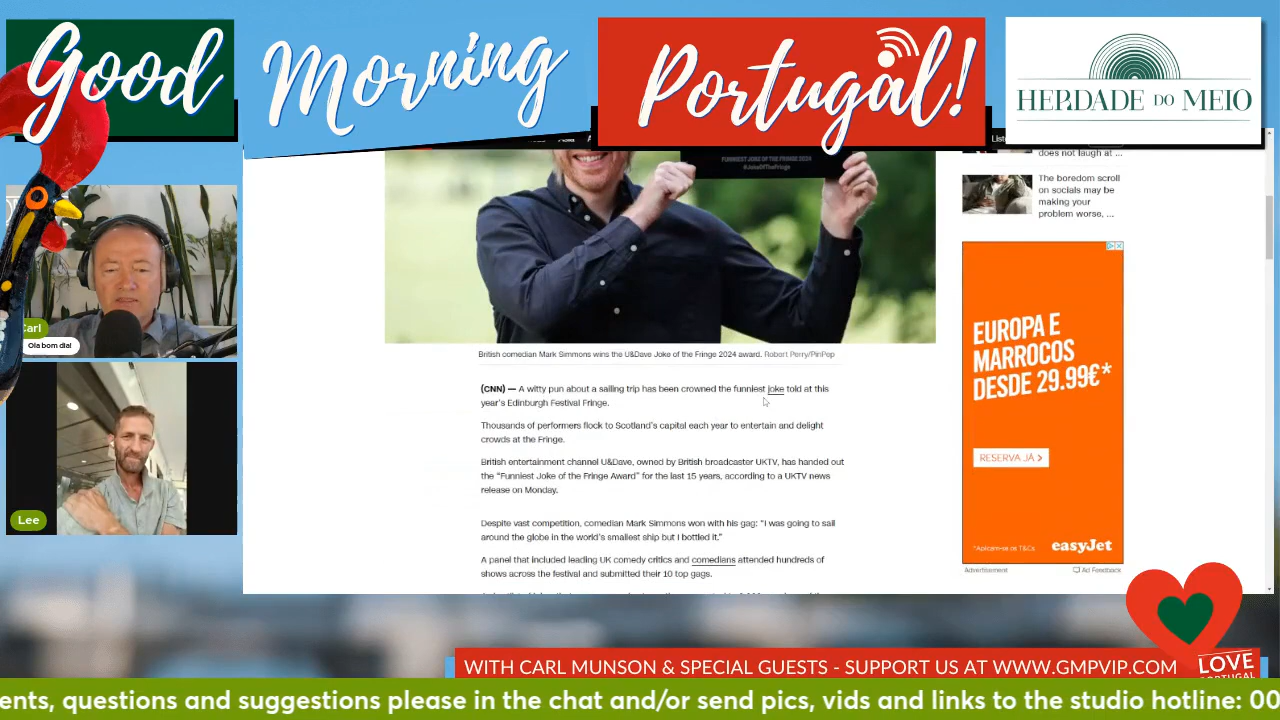 Good
Morning
Portugal!
HERDADE DO MEIO
FUNNIEST JOKE OF THE FRINGE 2024
#JokeOfTheFringe
does not laugh at ...
The boredom scroll
on socials may be
making your
problem worse, ...
Carl
Ola bom dia!
Lee
British comedian Mark Simmons wins the U&Dave Joke of the Fringe 2024 award. Robert Perry/PinPep
(CNN) — A witty pun about a sailing trip has been crowned the funniest joke told at this
year's Edinburgh Festival Fringe.
Thousands of performers flock to Scotland's capital each year to entertain and delight
crowds at the Fringe.
British entertainment channel U&Dave, owned by British broadcaster UKTV, has handed out
the "Funniest Joke of the Fringe Award" for the last 15 years, according to a UKTV news
release on Monday.
Despite vast competition, comedian Mark Simmons won with his gag: "I was going to sail
around the globe in the world's smallest ship but I bottled it."
A panel that included leading UK comedy critics and comedians attended hundreds of
shows across the festival and submitted their 10 top gags.
EUROPA E
MARROCOS
DESDE 29.99€*
RESERVA JÁ >
*Aplicam-se os T&Cs.
easyJet
Advertisement
Ad Feedback
WITH CARL MUNSON & SPECIAL GUESTS - SUPPORT US AT WWW.GMPVIP.COM
LOVE
PORTUGAL
ents, questions and suggestions please in the chat and/or send pics, vids and links to the studio hotline: 00